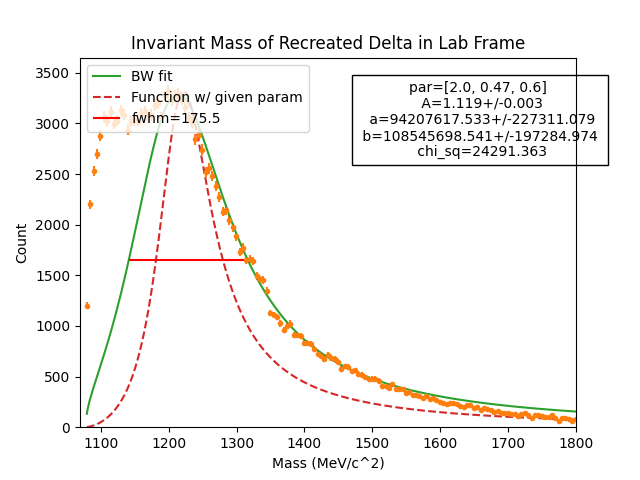 Invariant Mass of Recreated Delta in Lab Frame
BW fit
Function w/ given param
fwhm=175.5
par=[2.0, 0.47, 0.6]
A=1.119+/-0.003
a=94207617.533+/-227311.079
b=108545698.541+/-197284.974
chi_sq=24291.363
3500
3000
2500
2000
1500
1000
500
0
Count
1100 1200 1300 1400 1500 1600 1700 1800
Mass (MeV/c^2)